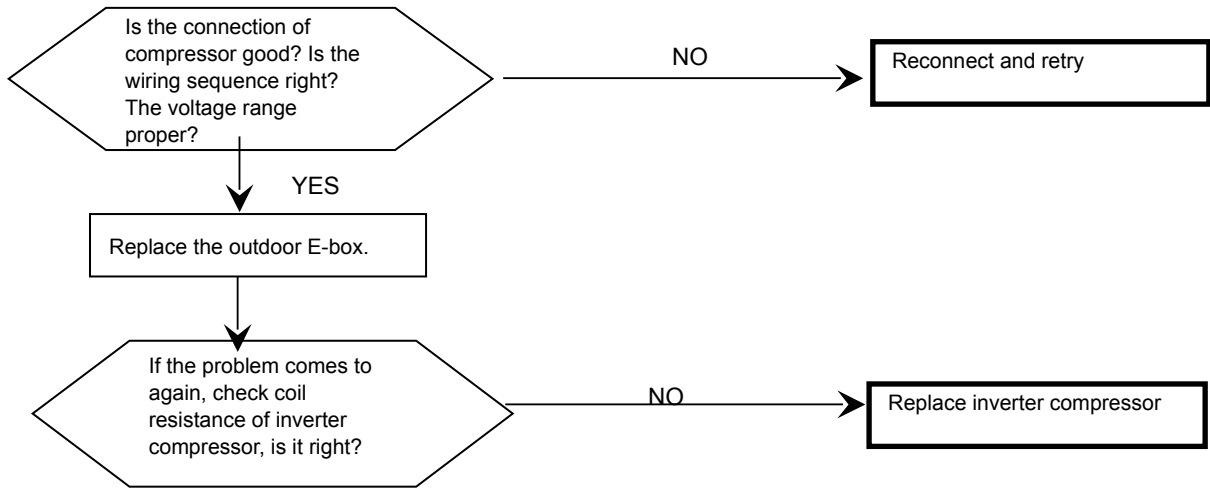 Is the connection of
compressor good? Is the
wiring sequence right?
The voltage range
proper?
NO
Reconnect and retry
YES
Replace the outdoor E-box.
If the problem comes to
again, check coil
resistance of inverter
compressor, is it right?
NO
Replace inverter compressor